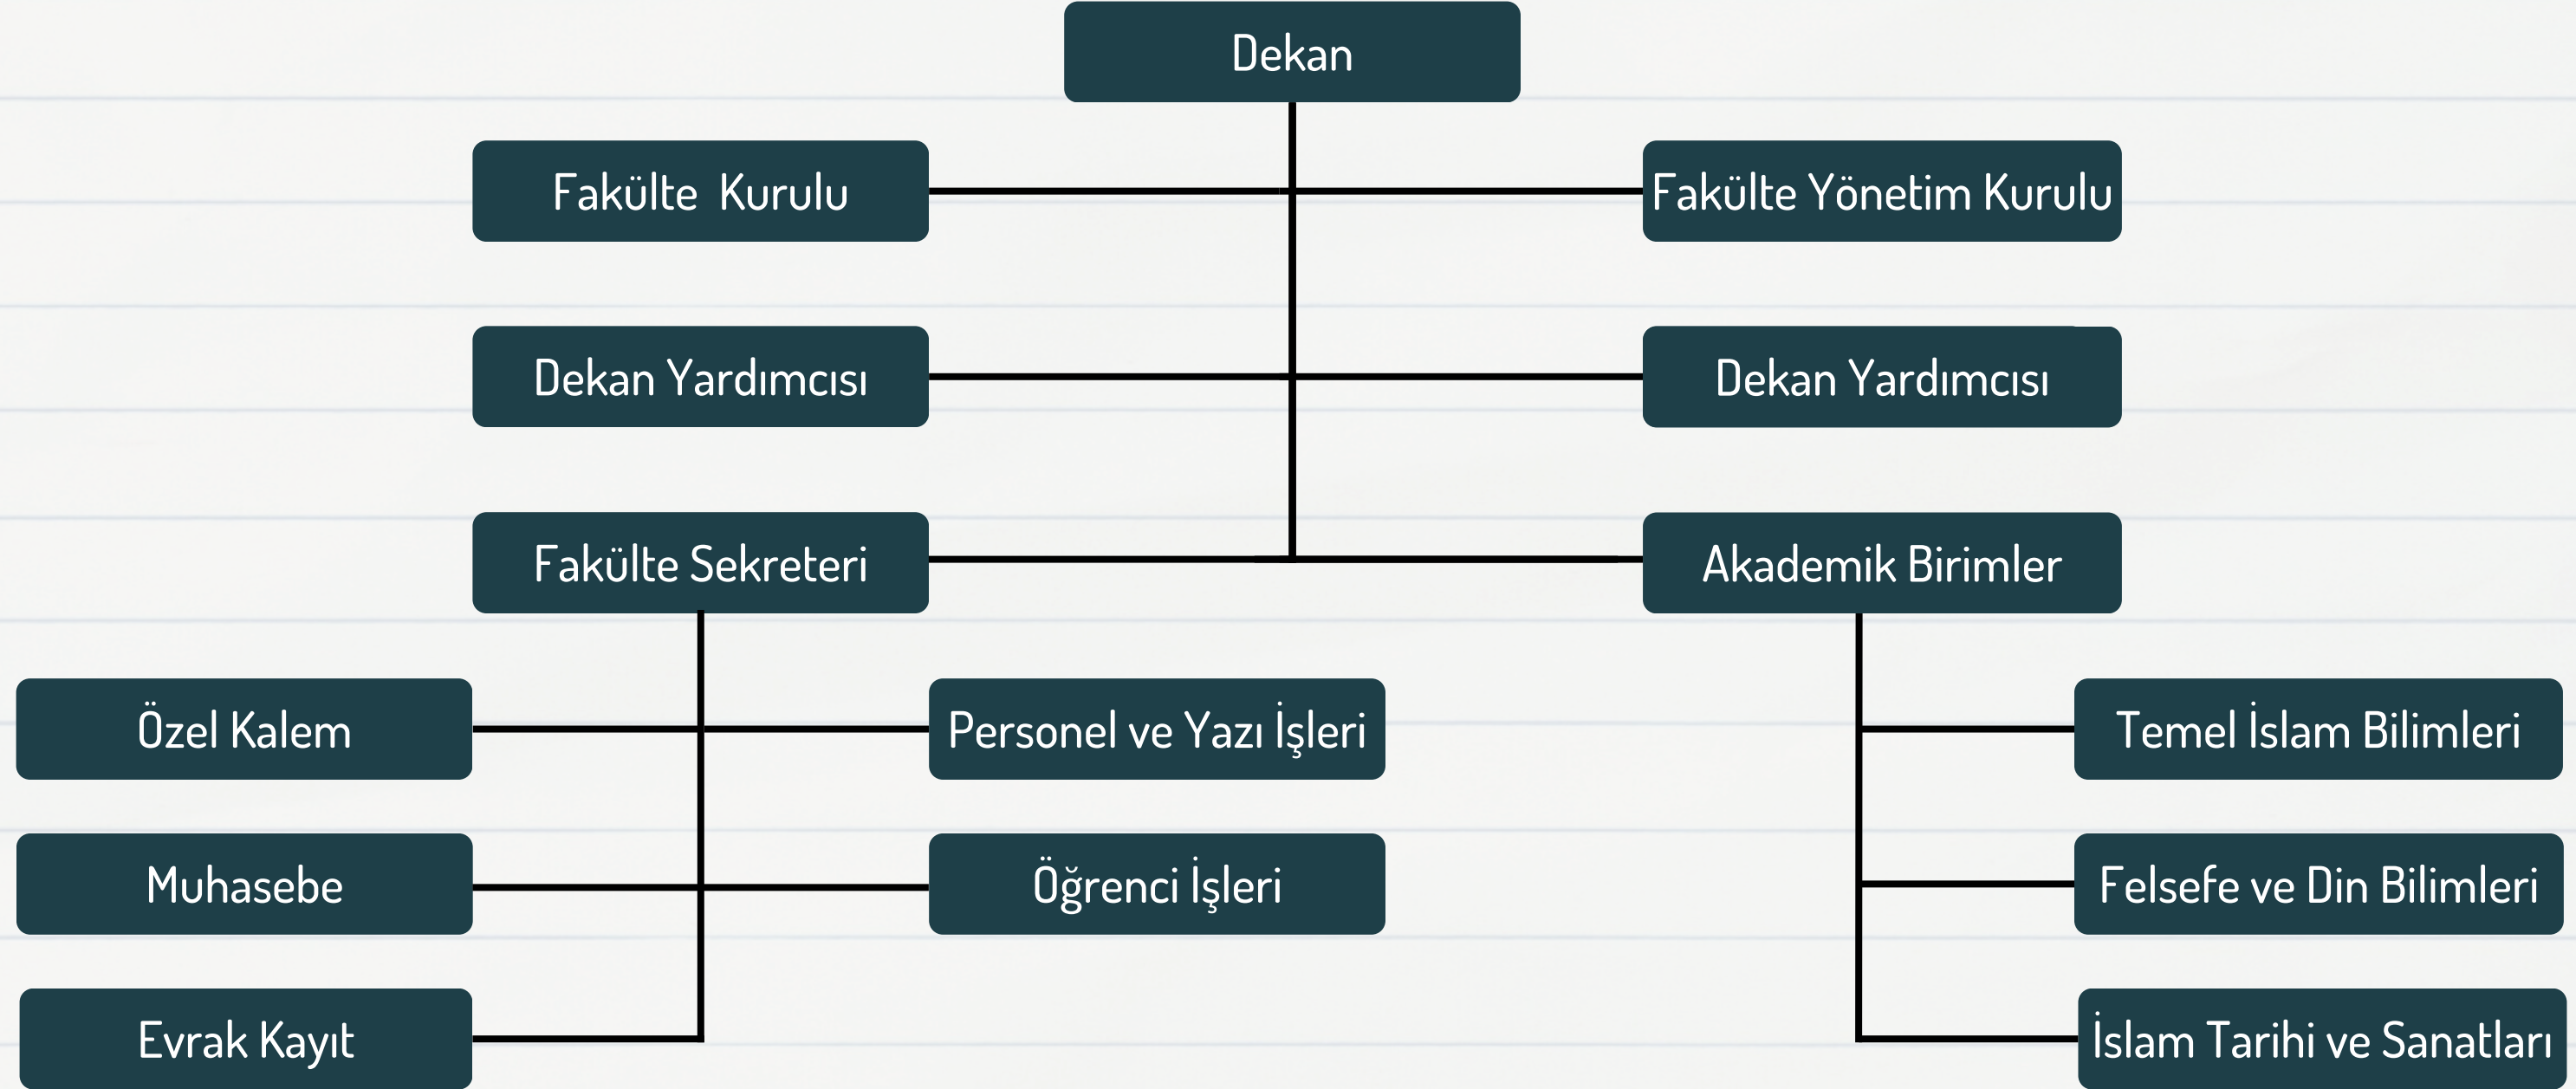 Dekan
Fakülte Kurulu
Fakülte Yönetim Kurulu
Dekan Yardımcısı
Dekan Yardımcısı
Fakülte Sekreteri
Akademik Birimler
Özel Kalem
Personel ve Yazı İşleri
Temel İslam Bilimleri
Muhasebe
Öğrenci İşleri
Felsefe ve Din Bilimleri
Evrak Kayıt
İslam Tarihi ve Sanatları